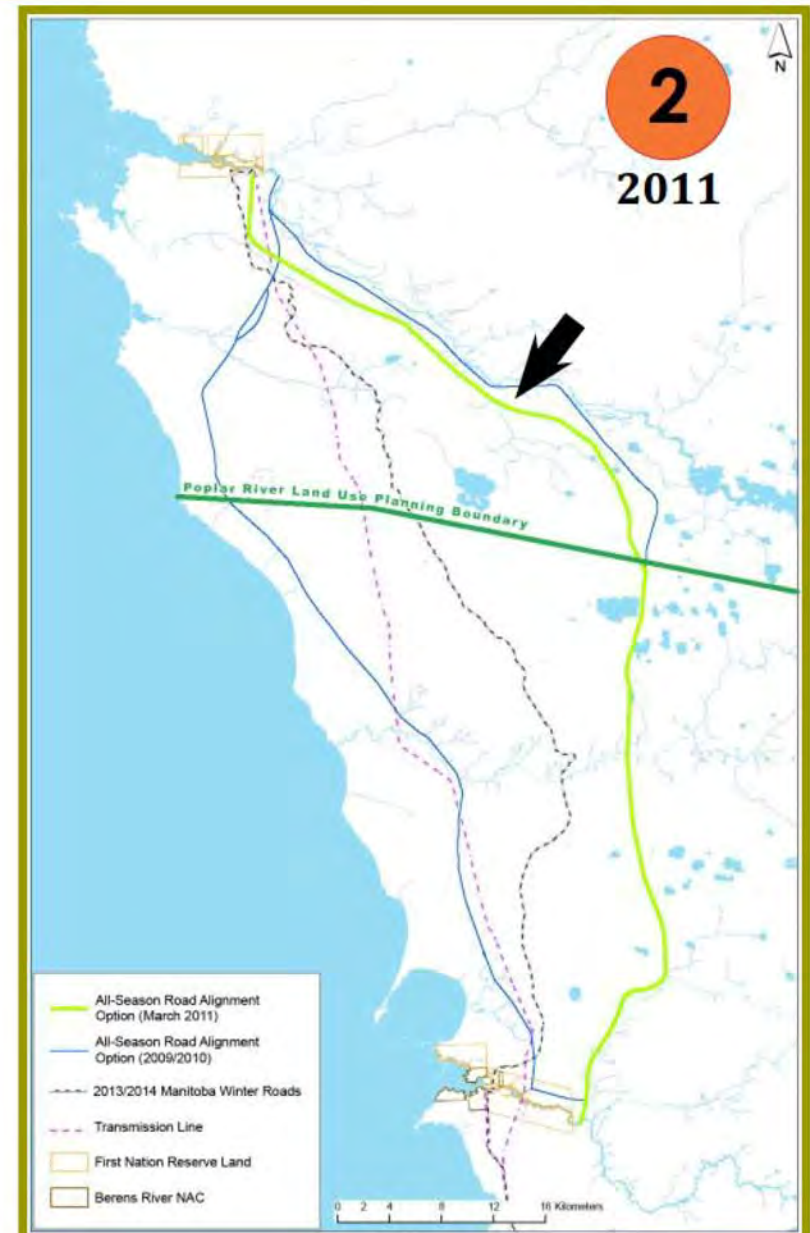 N
2
2011
Poplar River Land Use Planning Boundary
All-Season Road Alignment
Option (March 2011)
All-Season Road Alignment
Option (2009/2010)
2013/2014 Manitoba Winter Roads
Transmission Line
First Nation Reserve Land
Berens River NAC
0 2 4 8 12 16 Kilometers